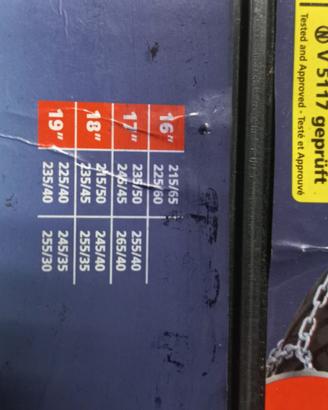 V 5117 geprüft
Tested and Approved - Testé et Approuvé
16" 215/65
225/60
17" 235/50 255/40
245/45 265/40
18" 245/40
235/45 255/35
19" 225/40 245/35
235/40 255/30